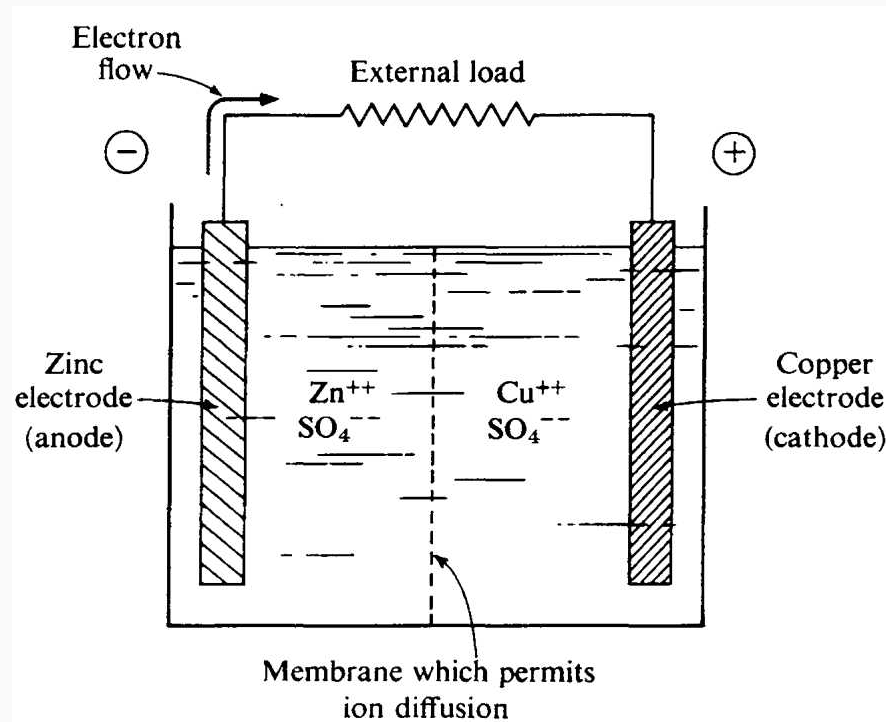 Electron
flow
External load
−
+
Zinc
electrode
(anode)
Zn⁺⁺
SO₄⁻⁻
Cu⁺⁺
SO₄⁻⁻
Copper
electrode
(cathode)
Membrane which permits
ion diffusion